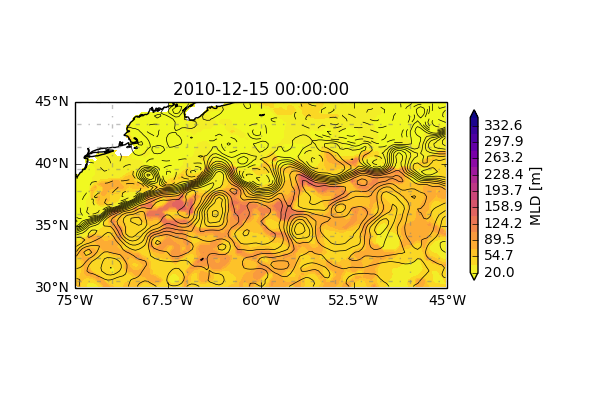 2010-12-15 00:00:00
45°N
40°N
35°N
30°N
75°W
67.5°W
60°W
52.5°W
45°W
332.6
297.9
263.2
228.4
193.7
158.9
124.2
89.5
54.7
20.0
MLD [m]